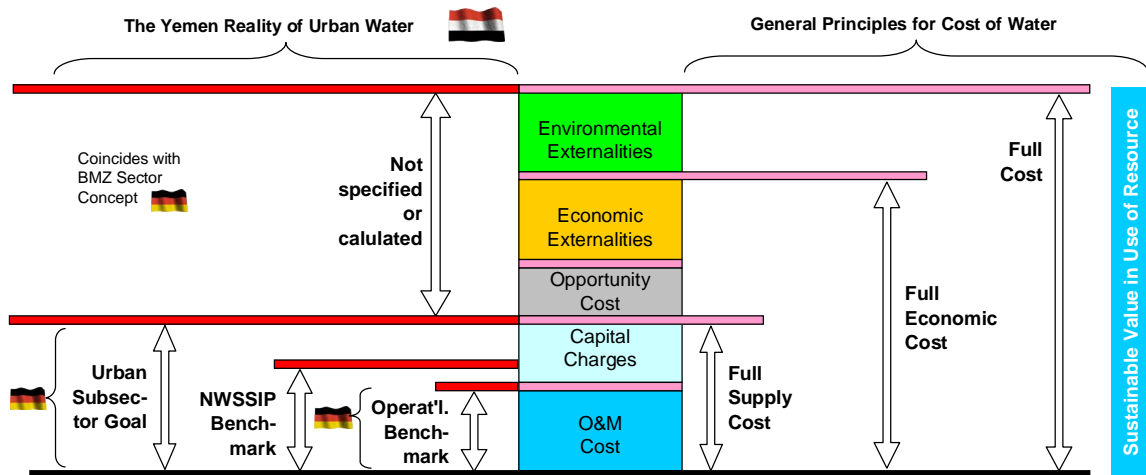 The Yemen Reality of Urban Water
General Principles for Cost of Water
Coincides with
BMZ Sector
Concept
Not
specified
or
calulated
Environmental
Externalities
Economic
Externalities
Opportunity
Cost
Capital
Charges
O&M
Cost
Urban
Subsec-
tor Goal
NWSSIP
Bench-
mark
Operat'l.
Bench-
mark
Full
Supply
Cost
Full
Economic
Cost
Full
Cost
Sustainable Value in Use of Resource